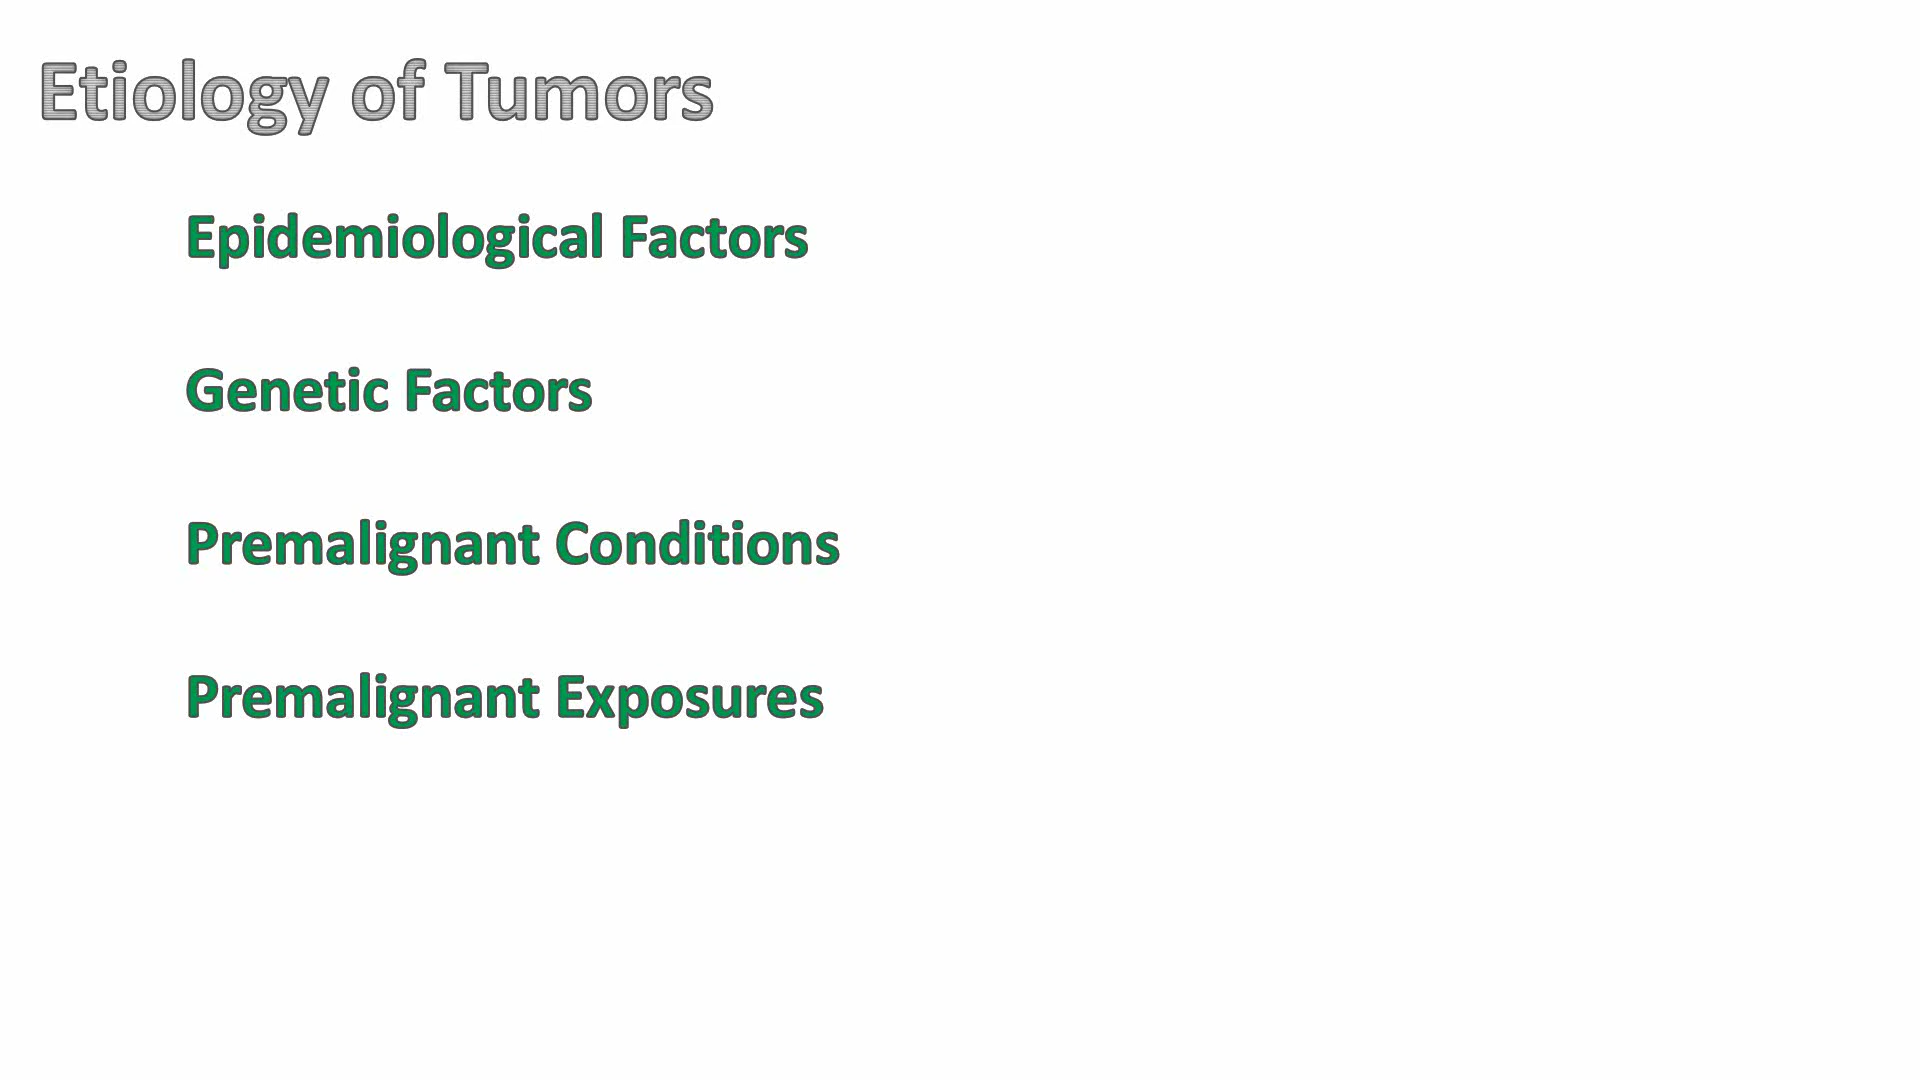 Etiology of Tumors
Epidemiological Factors
Genetic Factors
Premalignant Conditions
Premalignant Exposures